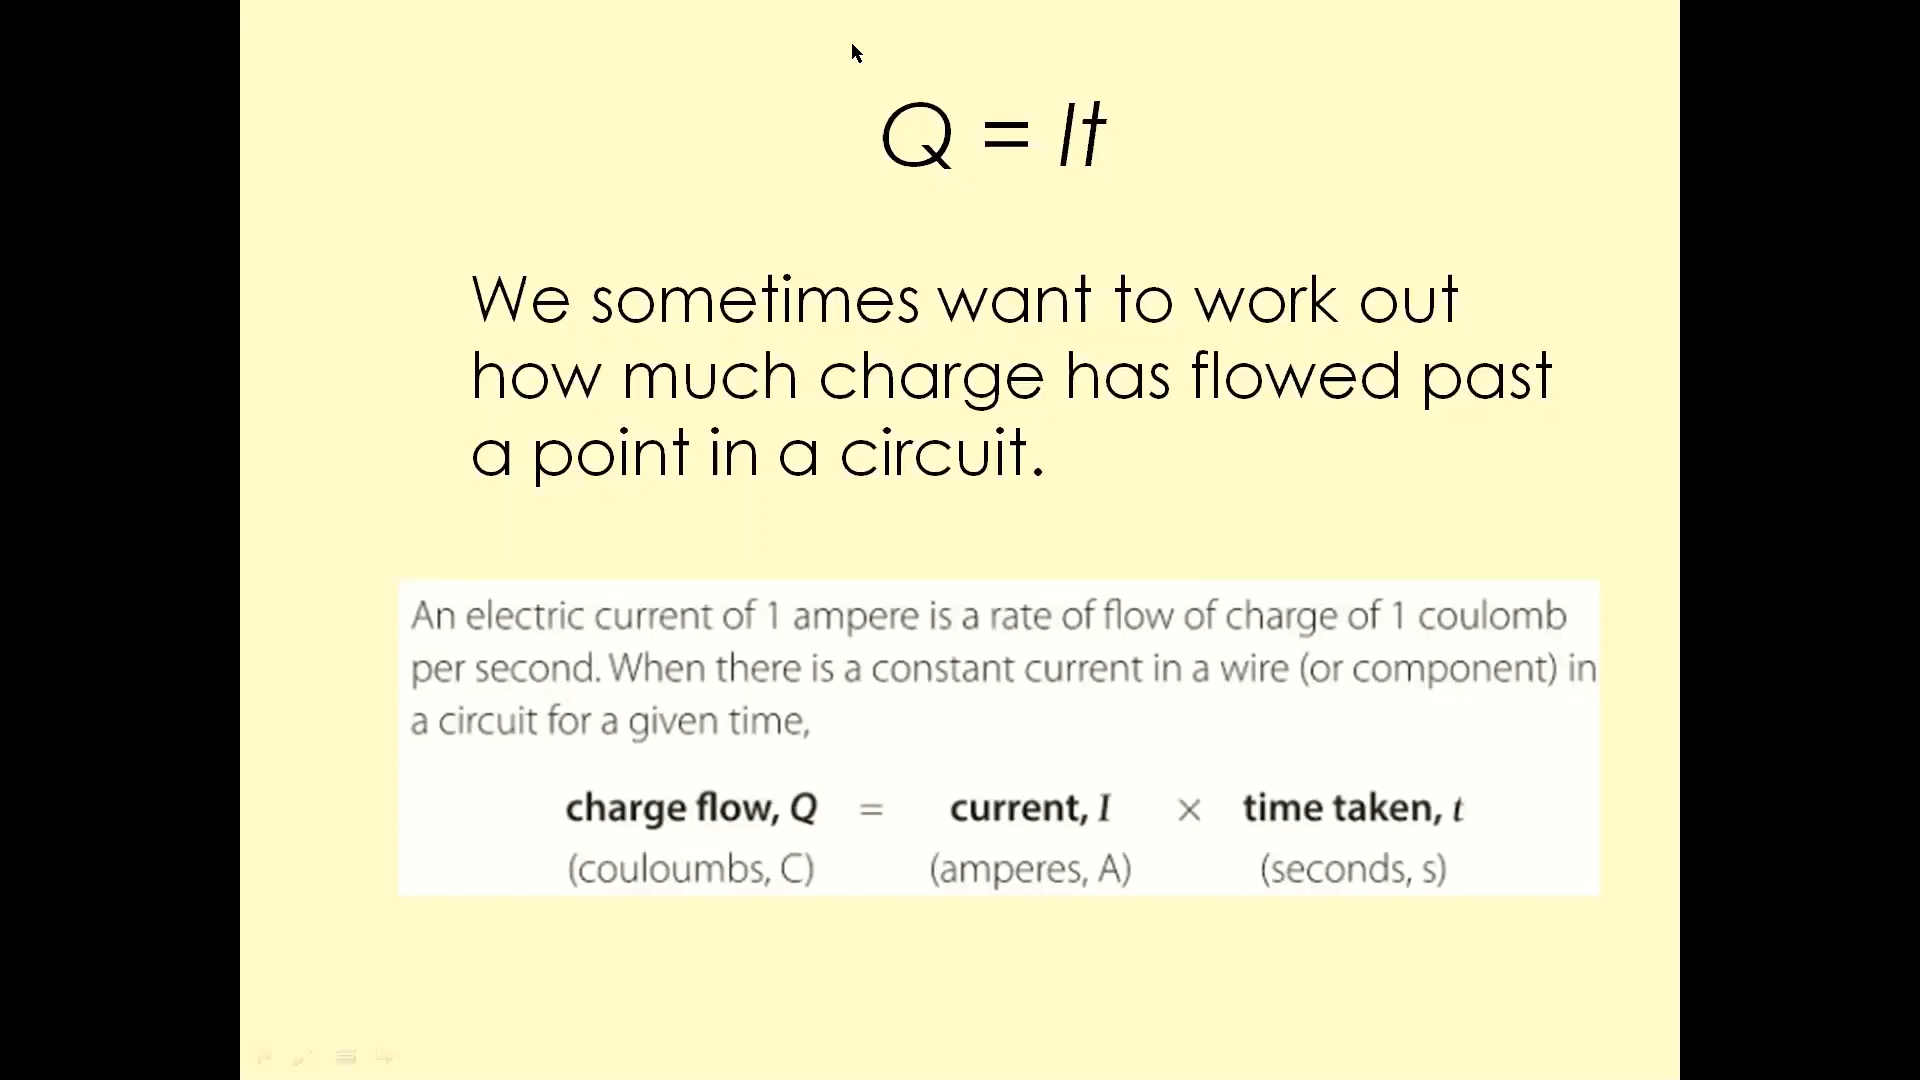 Q = It
We sometimes want to work out
how much charge has flowed past
a point in a circuit.
An electric current of 1 ampere is a rate of flow of charge of 1 coulomb
per second. When there is a constant current in a wire (or component) in
a circuit for a given time,
charge flow, Q = current, I × time taken, t
(couloumbs, C) (amperes, A) (seconds, s)